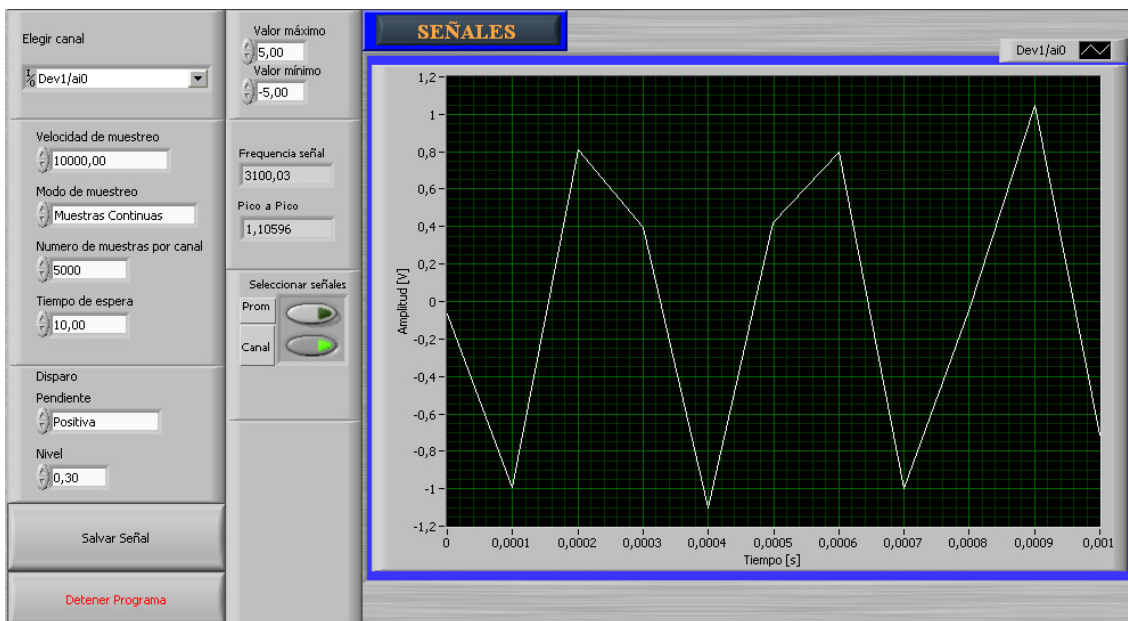 Elegir canal
Dev1/ai0
Velocidad de muestreo
10000,00
Modo de muestreo
Muestras Continuas
Numero de muestras por canal
5000
Tiempo de espera
10,00
Disparo
Pendiente
Positiva
Nivel
0,30
Salvar Señal
Detener Programa
Valor máximo
5,00
Valor mínimo
-5,00
Frequencia señal
3100,03
Pico a Pico
1,10596
Seleccionar señales
Prom
Canal
SEÑALES
Dev1/ai0
Amplitud [V]
1,2
1
0,8
0,6
0,4
0,2
0
-0,2
-0,4
-0,6
-0,8
-1
-1,2
0 0,0001 0,0002 0,0003 0,0004 0,0005 0,0006 0,0007 0,0008 0,0009 0,001
Tiempo [s]